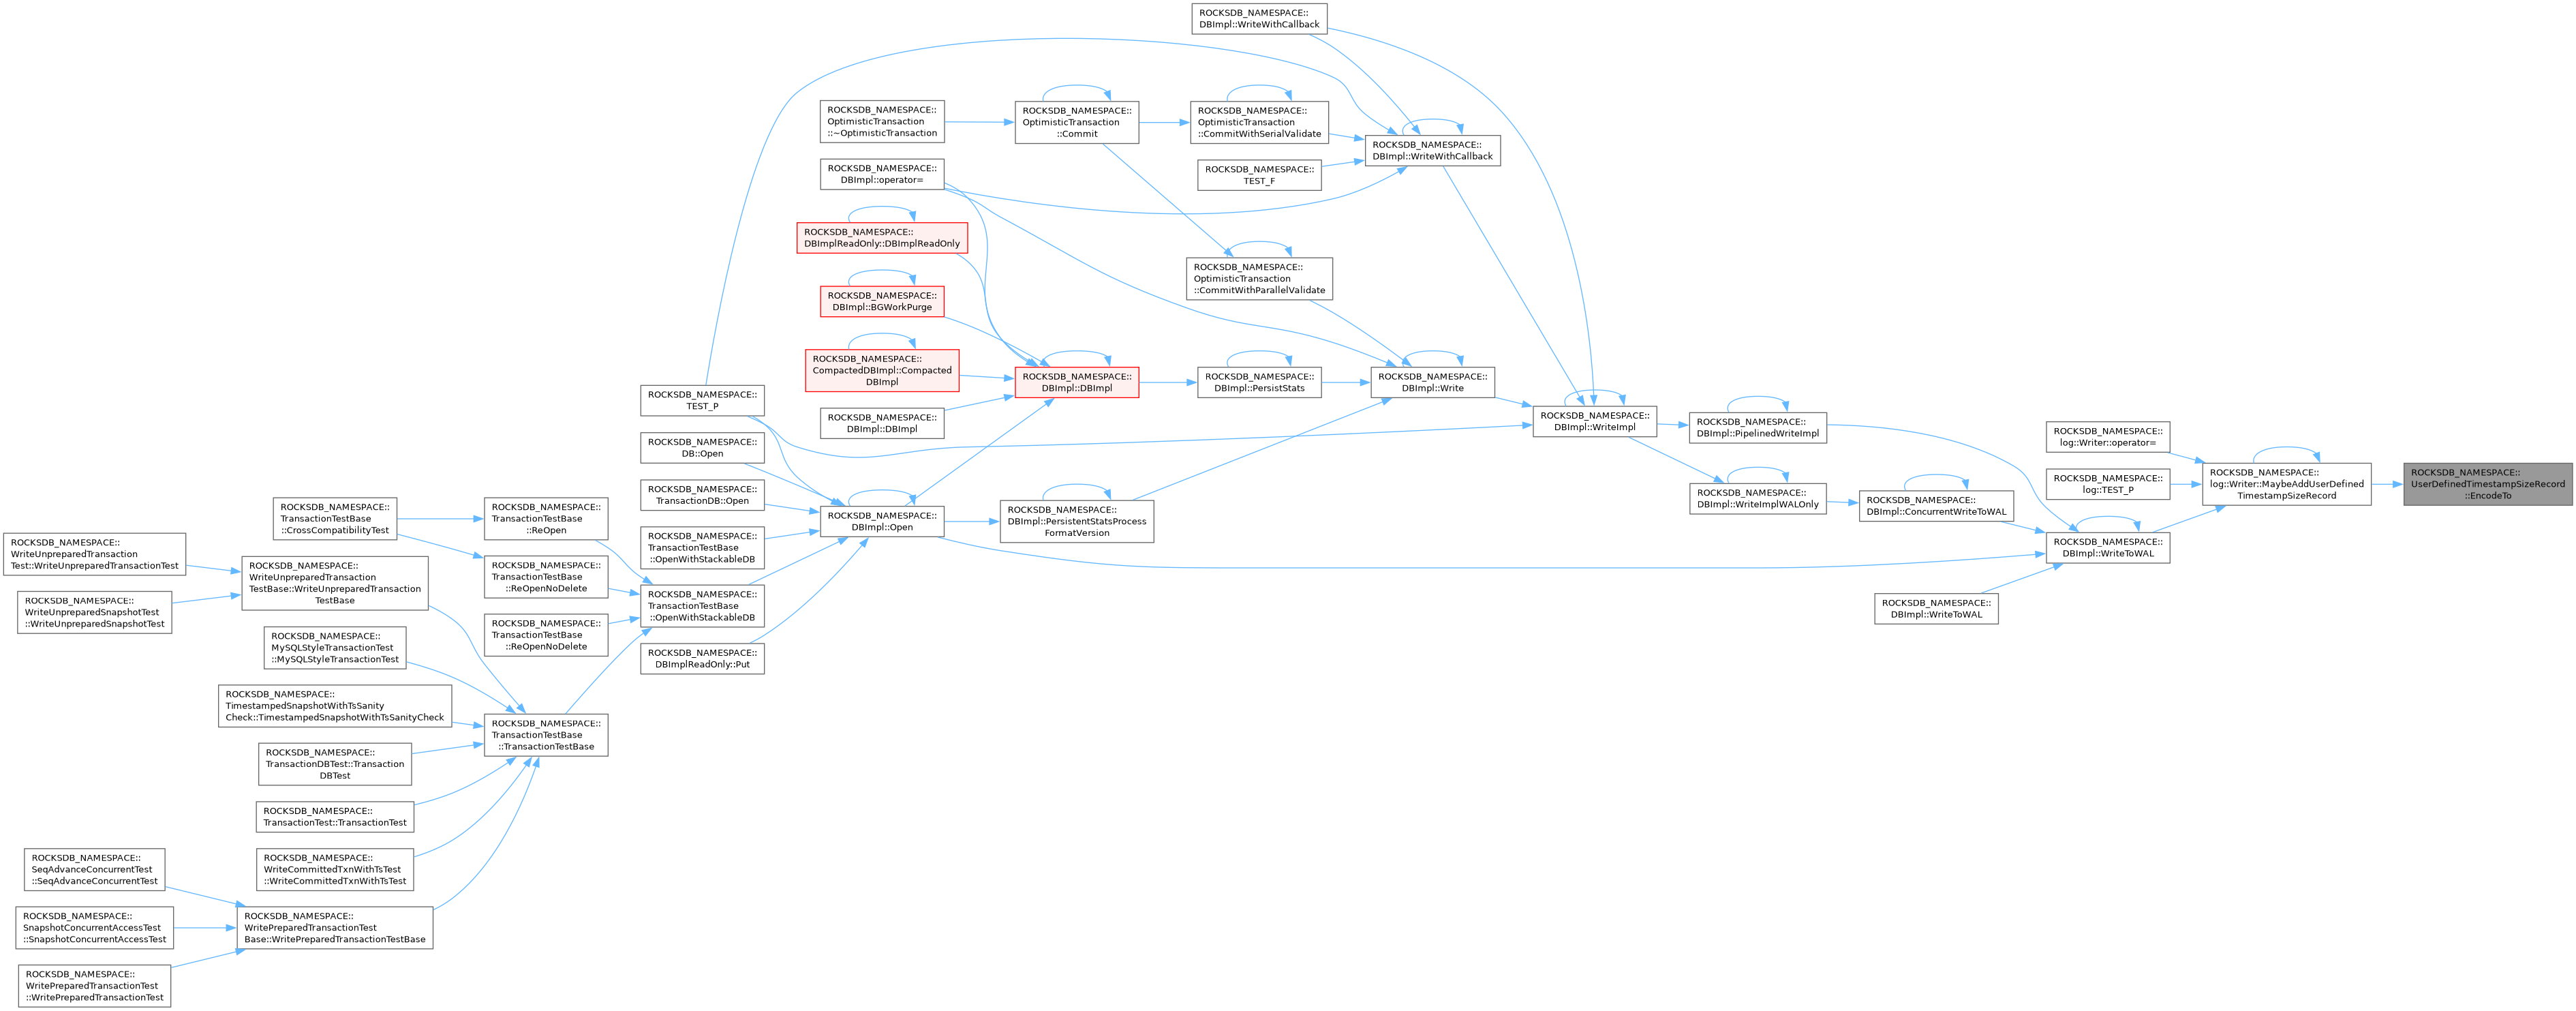 ROCKSDB_NAMESPACE::
DBImpl::WriteWithCallback
ROCKSDB_NAMESPACE::
OptimisticTransaction
::~OptimisticTransaction
ROCKSDB_NAMESPACE::
OptimisticTransaction
::Commit
ROCKSDB_NAMESPACE::
OptimisticTransaction
::CommitWithSerialValidate
ROCKSDB_NAMESPACE::
DBImpl::WriteWithCallback
ROCKSDB_NAMESPACE::
DBImpl::operator=
ROCKSDB_NAMESPACE::
TEST_F
ROCKSDB_NAMESPACE::
DBImplReadOnly::DBImplReadOnly
ROCKSDB_NAMESPACE::
OptimisticTransaction
::CommitWithParallelValidate
ROCKSDB_NAMESPACE::
DBImpl::BGWorkPurge
ROCKSDB_NAMESPACE::
CompactedDBImpl::Compacted
DBImpl
ROCKSDB_NAMESPACE::
DBImpl::DBImpl
ROCKSDB_NAMESPACE::
DBImpl::PersistStats
ROCKSDB_NAMESPACE::
DBImpl::Write
ROCKSDB_NAMESPACE::
TEST_P
ROCKSDB_NAMESPACE::
DBImpl::DBImpl
ROCKSDB_NAMESPACE::
DBImpl::WriteImpl
ROCKSDB_NAMESPACE::
DBImpl::PipelinedWriteImpl
ROCKSDB_NAMESPACE::
log::Writer::operator=
ROCKSDB_NAMESPACE::
DB::Open
ROCKSDB_NAMESPACE::
log::TEST_P
ROCKSDB_NAMESPACE::
log::Writer::MaybeAddUserDefined
TimestampSizeRecord
ROCKSDB_NAMESPACE::
UserDefinedTimestampSizeRecord
::EncodeTo
ROCKSDB_NAMESPACE::
TransactionDB::Open
ROCKSDB_NAMESPACE::
DBImpl::WriteImplWALOnly
ROCKSDB_NAMESPACE::
DBImpl::ConcurrentWriteToWAL
ROCKSDB_NAMESPACE::
TransactionTestBase
::CrossCompatibilityTest
ROCKSDB_NAMESPACE::
TransactionTestBase
::ReOpen
ROCKSDB_NAMESPACE::
DBImpl::Open
ROCKSDB_NAMESPACE::
DBImpl::PersistentStatsProcess
FormatVersion
ROCKSDB_NAMESPACE::
TransactionTestBase
::OpenWithStackableDB
ROCKSDB_NAMESPACE::
DBImpl::WriteToWAL
ROCKSDB_NAMESPACE::
WriteUnpreparedTransaction
Test::WriteUnpreparedTransactionTest
ROCKSDB_NAMESPACE::
WriteUnpreparedTransaction
TestBase::WriteUnpreparedTransaction
TestBase
ROCKSDB_NAMESPACE::
TransactionTestBase
::ReOpenNoDelete
ROCKSDB_NAMESPACE::
TransactionTestBase
::OpenWithStackableDB
ROCKSDB_NAMESPACE::
WriteUnpreparedSnapshotTest
::WriteUnpreparedSnapshotTest
ROCKSDB_NAMESPACE::
DBImpl::WriteToWAL
ROCKSDB_NAMESPACE::
TransactionTestBase
::ReOpenNoDelete
ROCKSDB_NAMESPACE::
DBImplReadOnly::Put
ROCKSDB_NAMESPACE::
MySQLStyleTransactionTest
::MySQLStyleTransactionTest
ROCKSDB_NAMESPACE::
TimestampedSnapshotWithTsSanity
Check::TimestampedSnapshotWithTsSanityCheck
ROCKSDB_NAMESPACE::
TransactionTestBase
::TransactionTestBase
ROCKSDB_NAMESPACE::
TransactionDBTest::Transaction
DBTest
ROCKSDB_NAMESPACE::
TransactionTest::TransactionTest
ROCKSDB_NAMESPACE::
WriteCommittedTxnWithTsTest
::WriteCommittedTxnWithTsTest
ROCKSDB_NAMESPACE::
SeqAdvanceConcurrentTest
::SeqAdvanceConcurrentTest
ROCKSDB_NAMESPACE::
SnapshotConcurrentAccessTest
::SnapshotConcurrentAccessTest
ROCKSDB_NAMESPACE::
WritePreparedTransactionTest
Base::WritePreparedTransactionTestBase
ROCKSDB_NAMESPACE::
WritePreparedTransactionTest
::WritePreparedTransactionTest